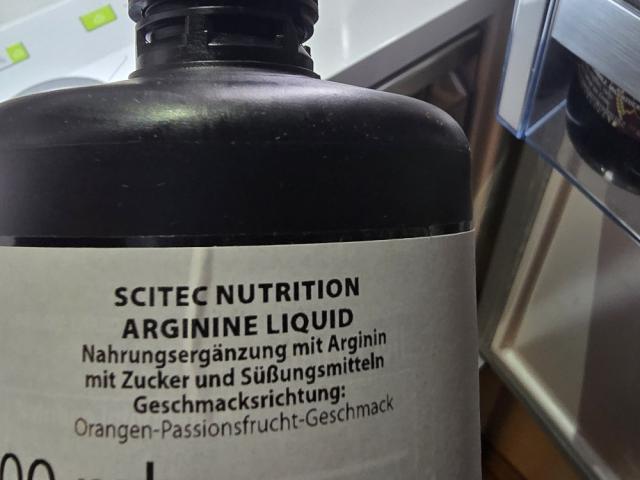 SCITEC NUTRITION
ARGININE LIQUID
Nahrungsergänzung mit Arginin
mit Zucker und Süßungsmitteln
Geschmacksrichtung:
Orangen-Passionsfrucht-Geschmack